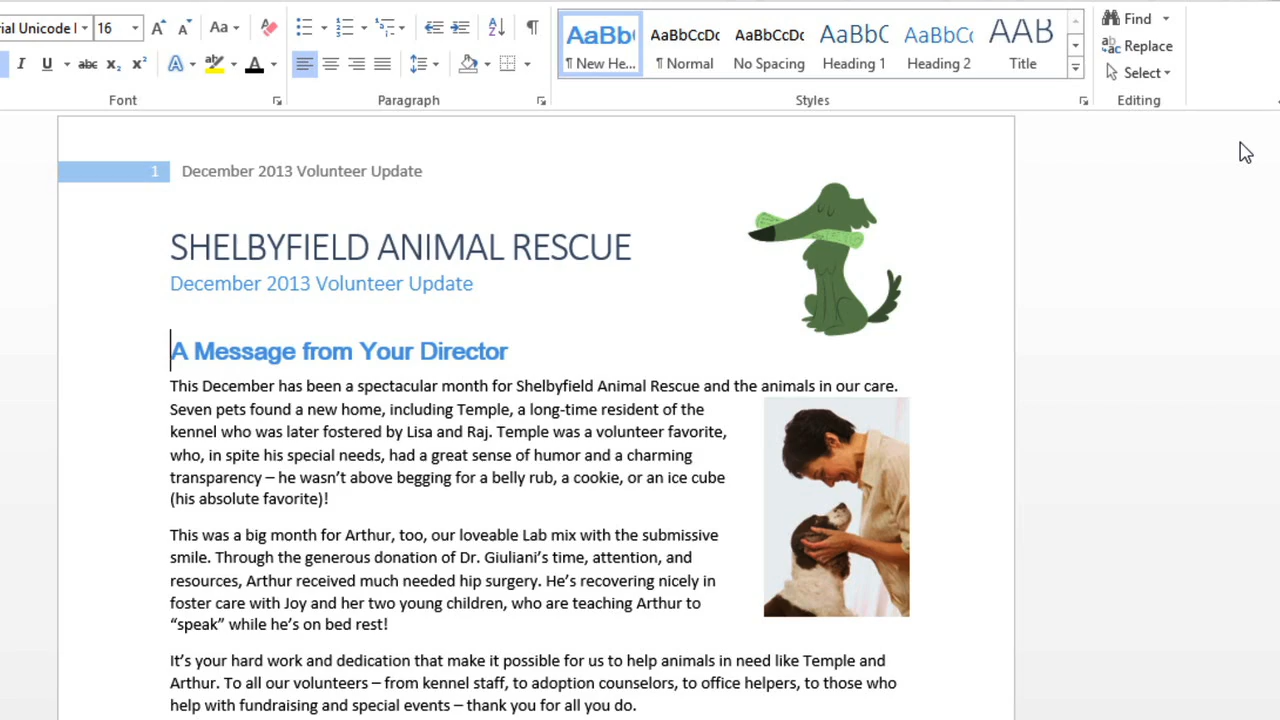 ial Unicode 16 Aa
Font
Paragraph
AaBb AaBbCcDc AaBbCcDc AaBbC AaBbCc AAB
¶ New He... ¶ Normal No Spacing Heading 1 Heading 2 Title
Styles
Find
Replace
Select
Editing
1 December 2013 Volunteer Update
SHELBYFIELD ANIMAL RESCUE
December 2013 Volunteer Update
A Message from Your Director
This December has been a spectacular month for Shelbyfield Animal Rescue and the animals in our care.
Seven pets found a new home, including Temple, a long-time resident of the
kennel who was later fostered by Lisa and Raj. Temple was a volunteer favorite,
who, in spite his special needs, had a great sense of humor and a charming
transparency – he wasn’t above begging for a belly rub, a cookie, or an ice cube
(his absolute favorite)!
This was a big month for Arthur, too, our loveable Lab mix with the submissive
smile. Through the generous donation of Dr. Giuliani’s time, attention, and
resources, Arthur received much needed hip surgery. He’s recovering nicely in
foster care with Joy and her two young children, who are teaching Arthur to
“speak” while he’s on bed rest!
It’s your hard work and dedication that make it possible for us to help animals in need like Temple and
Arthur. To all our volunteers – from kennel staff, to adoption counselors, to office helpers, to those who
help with fundraising and special events – thank you for all you do.